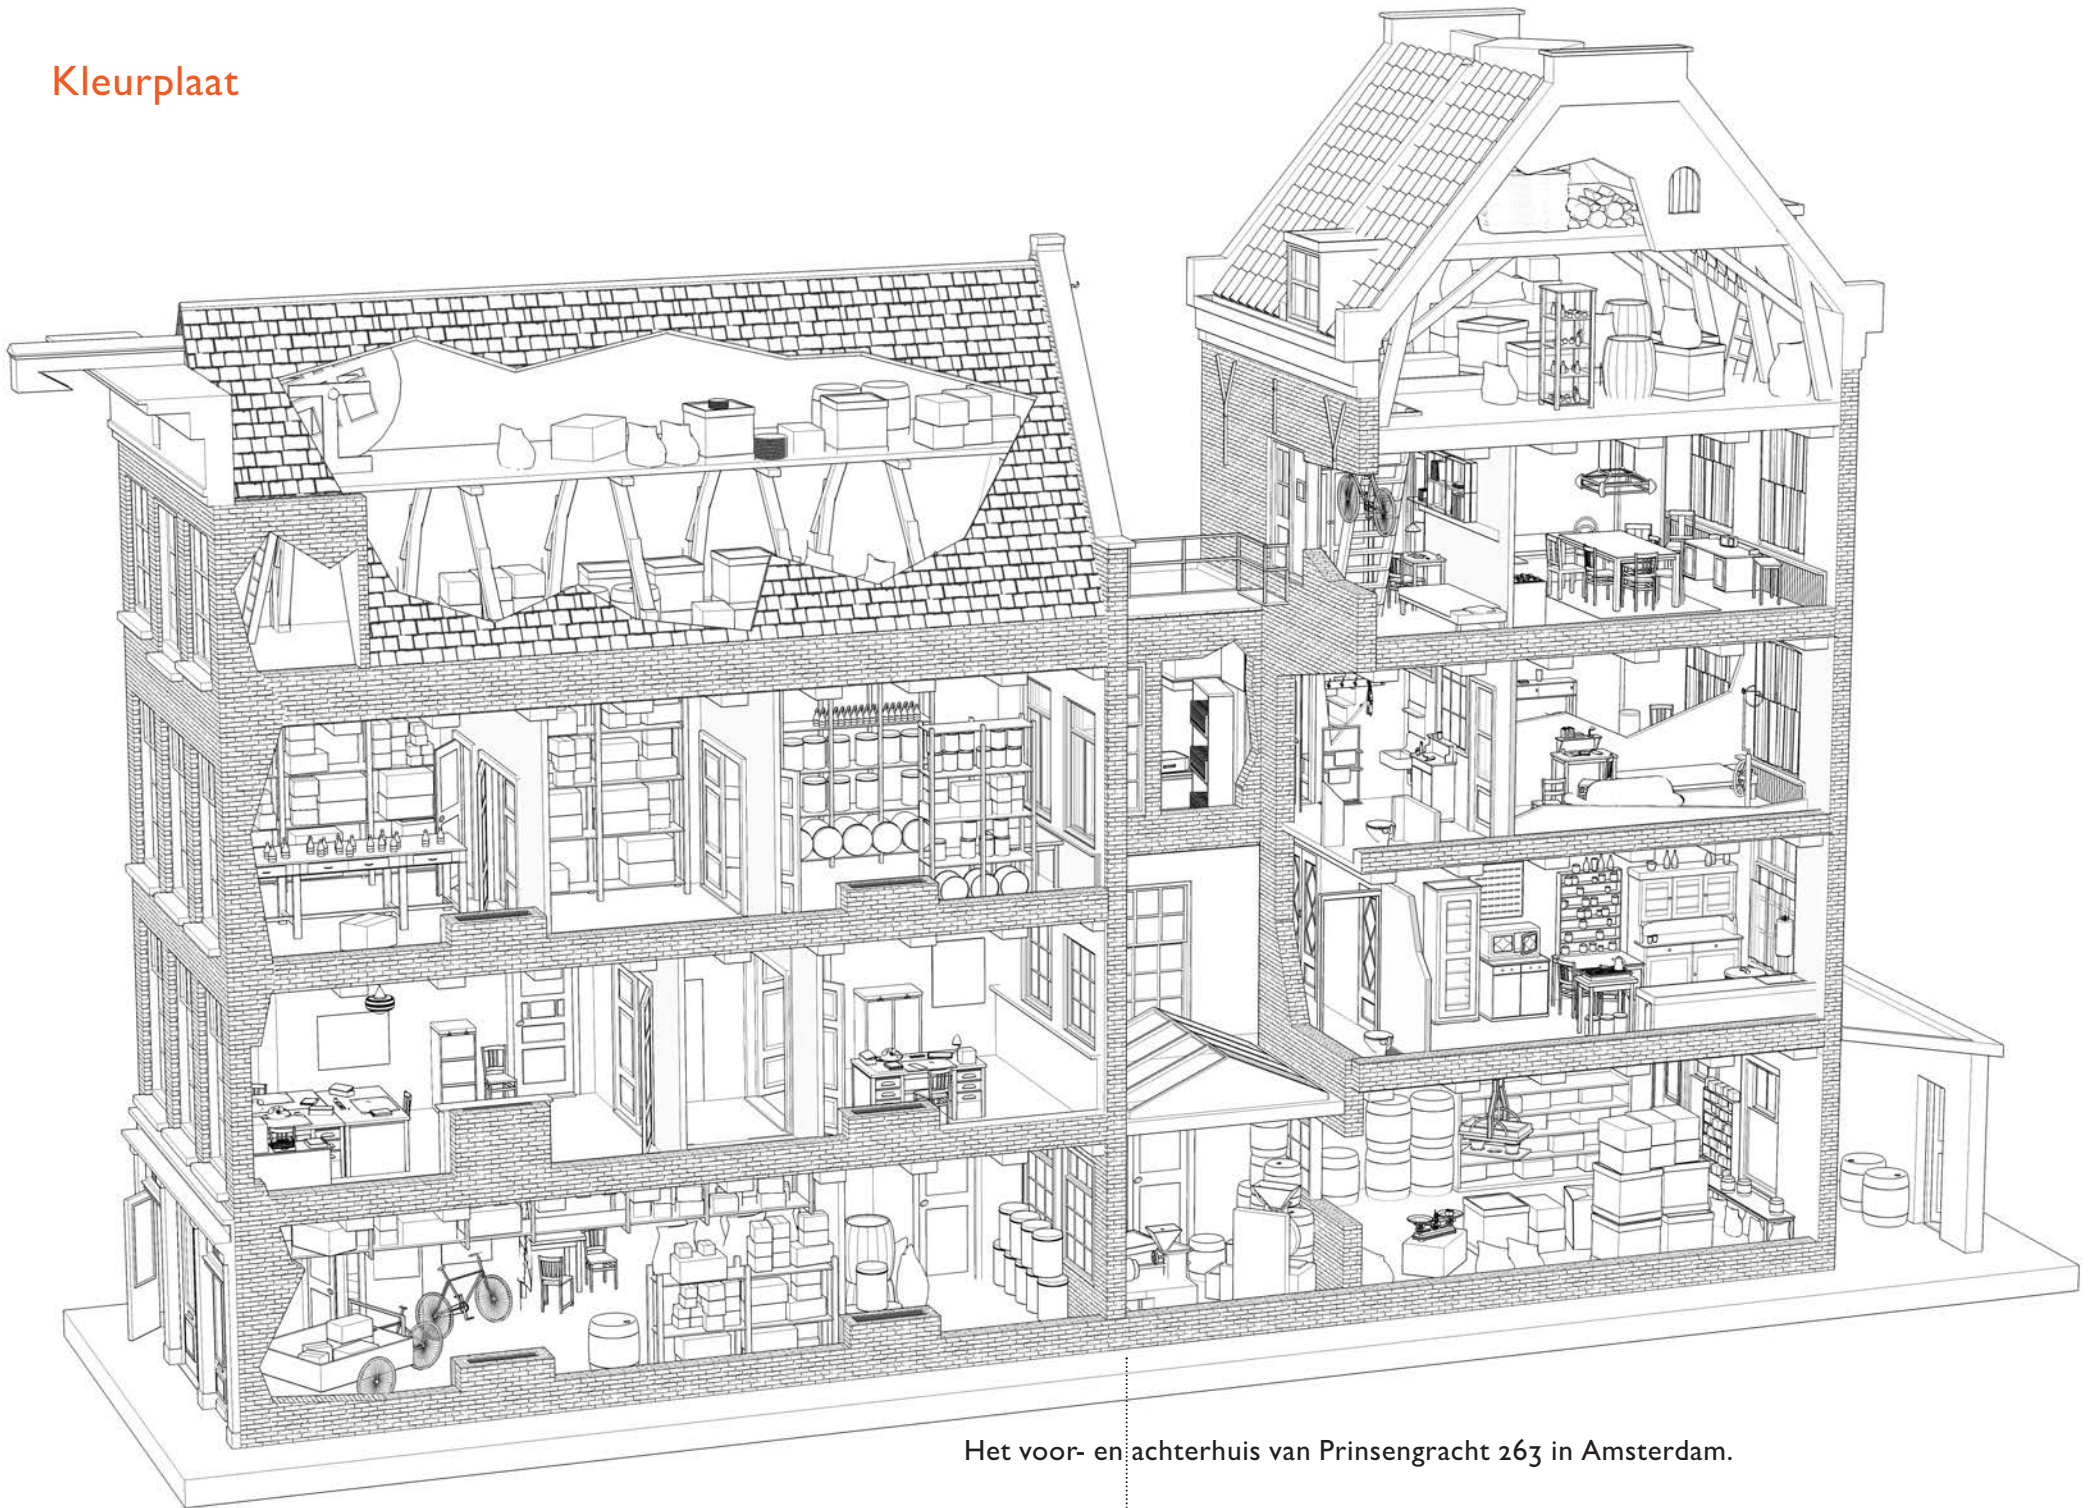 Kleurplaat
Het voor- en achterhuis van Prinsengracht 263 in Amsterdam.